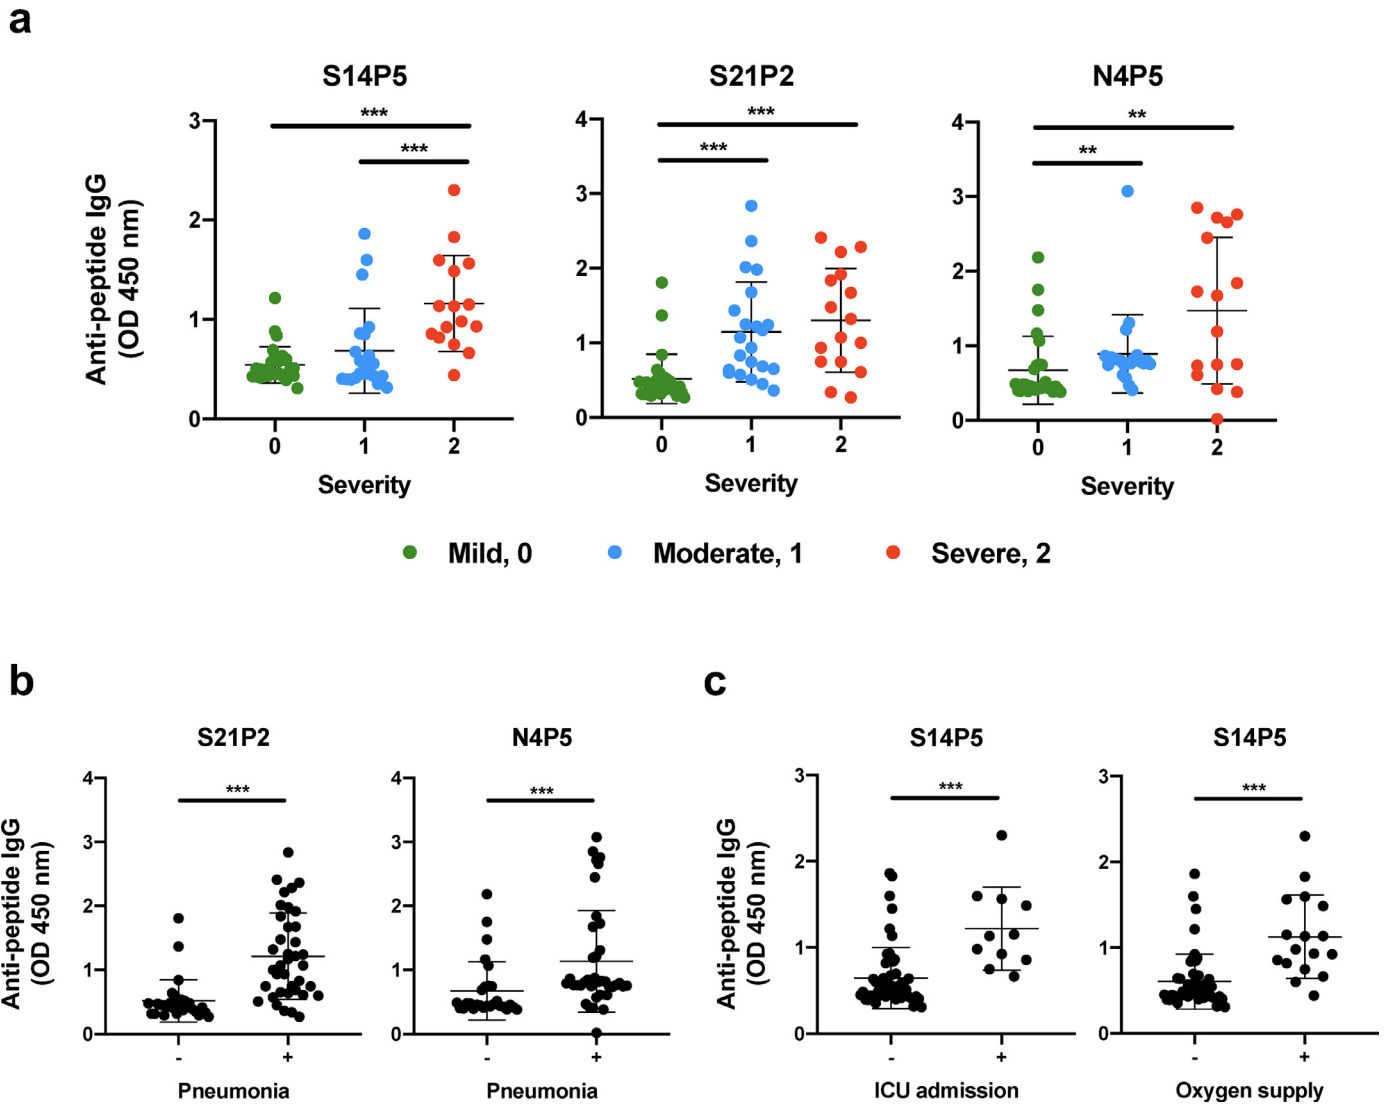 a
S14P5
S21P2
N4P5
Anti-peptide IgG
(OD 450 nm)
3
2
1
0
***
***
0 1 2
Severity
4
3
2
1
0
***
***
0 1 2
Severity
4
3
2
1
0
**
**
0 1 2
Severity
Mild, 0
Moderate, 1
Severe, 2
b
S21P2
N4P5
Anti-peptide IgG
(OD 450 nm)
4
3
2
1
0
***
- +
Pneumonia
4
3
2
1
0
***
- +
Pneumonia
c
S14P5
S14P5
Anti-peptide IgG
(OD 450 nm)
3
2
1
0
***
- +
ICU admission
3
2
1
0
***
- +
Oxygen supply